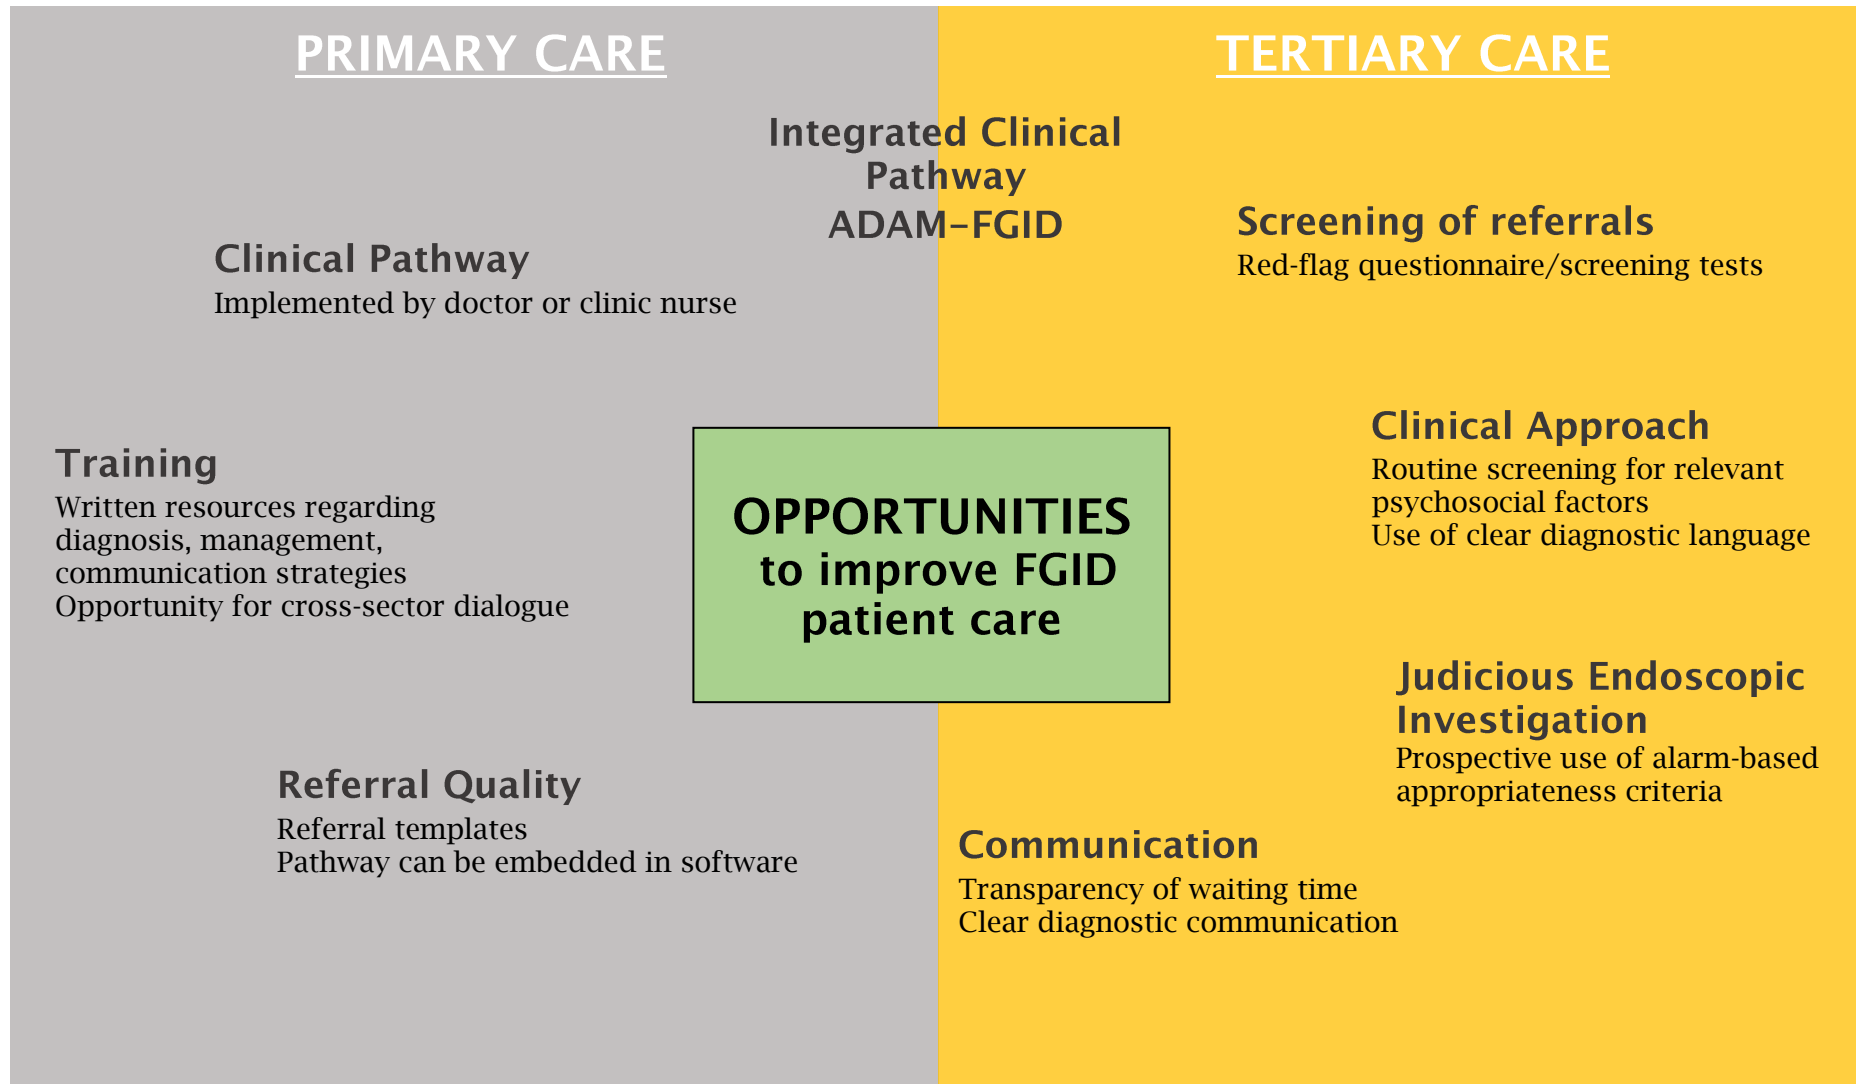 PRIMARY CARE
TERTIARY CARE
Integrated Clinical
Pathway
ADAM–FGID
Clinical Pathway
Implemented by doctor or clinic nurse
Training
Written resources regarding
diagnosis, management,
communication strategies
Opportunity for cross-sector dialogue
Referral Quality
Referral templates
Pathway can be embedded in software
OPPORTUNITIES
to improve FGID
patient care
Screening of referrals
Red-flag questionnaire/screening tests
Clinical Approach
Routine screening for relevant
psychosocial factors
Use of clear diagnostic language
Judicious Endoscopic
Investigation
Prospective use of alarm-based
appropriateness criteria
Communication
Transparency of waiting time
Clear diagnostic communication